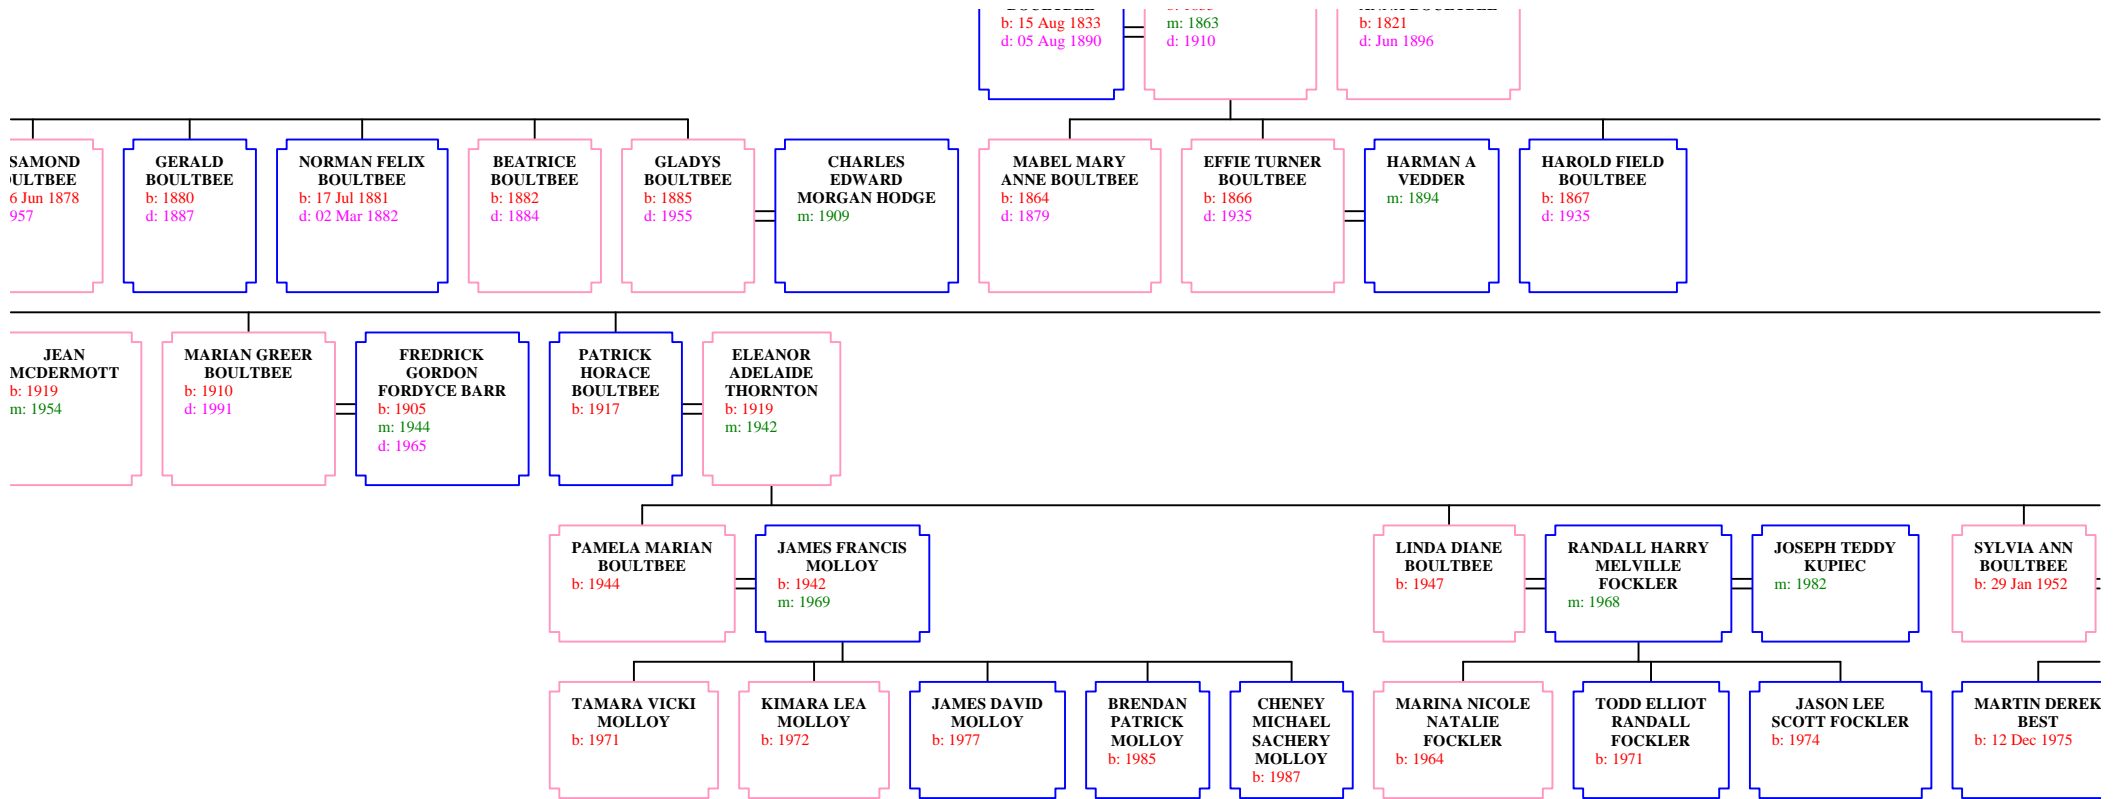 b: 15 Aug 1833
d: 05 Aug 1890
m: 1863
d: 1910
b: 1821
d: Jun 1896
SAMOND
OULTBEE
6 Jun 1878
957
GERALD
BOULTBEE
b: 1880
d: 1887
NORMAN FELIX
BOULTBEE
b: 17 Jul 1881
d: 02 Mar 1882
BEATRICE
BOULTBEE
b: 1882
d: 1884
GLADYS
BOULTBEE
b: 1885
d: 1955
CHARLES
EDWARD
MORGAN HODGE
m: 1909
MABEL MARY
ANNE BOULTBEE
b: 1864
d: 1879
EFFIE TURNER
BOULTBEE
b: 1866
d: 1935
HARMAN A
VEDDER
m: 1894
HAROLD FIELD
BOULTBEE
b: 1867
d: 1935
JEAN
MCDERMOTT
b: 1919
m: 1954
MARIAN GREER
BOULTBEE
b: 1910
d: 1991
FREDRICK
GORDON
FORDYCE BARR
b: 1905
m: 1944
d: 1965
PATRICK
HORACE
BOULTBEE
b: 1917
ELEANOR
ADELAIDE
THORNTON
b: 1919
m: 1942
PAMELA MARIAN
BOULTBEE
b: 1944
JAMES FRANCIS
MOLLOY
b: 1942
m: 1969
LINDA DIANE
BOULTBEE
b: 1947
RANDALL HARRY
MELVILLE
FOCKLER
m: 1968
JOSEPH TEDDY
KUPIEC
m: 1982
SYLVIA ANN
BOULTBEE
b: 29 Jan 1952
TAMARA VICKI
MOLLOY
b: 1971
KIMARA LEA
MOLLOY
b: 1972
JAMES DAVID
MOLLOY
b: 1977
BRENDAN
PATRICK
MOLLOY
b: 1985
CHENEY
MICHAEL
SACHERY
MOLLOY
b: 1987
MARINA NICOLE
NATALIE
FOCKLER
b: 1964
TODD ELLIOT
RANDALL
FOCKLER
b: 1971
JASON LEE
SCOTT FOCKLER
b: 1974
MARTIN DEREK
BEST
b: 12 Dec 1975